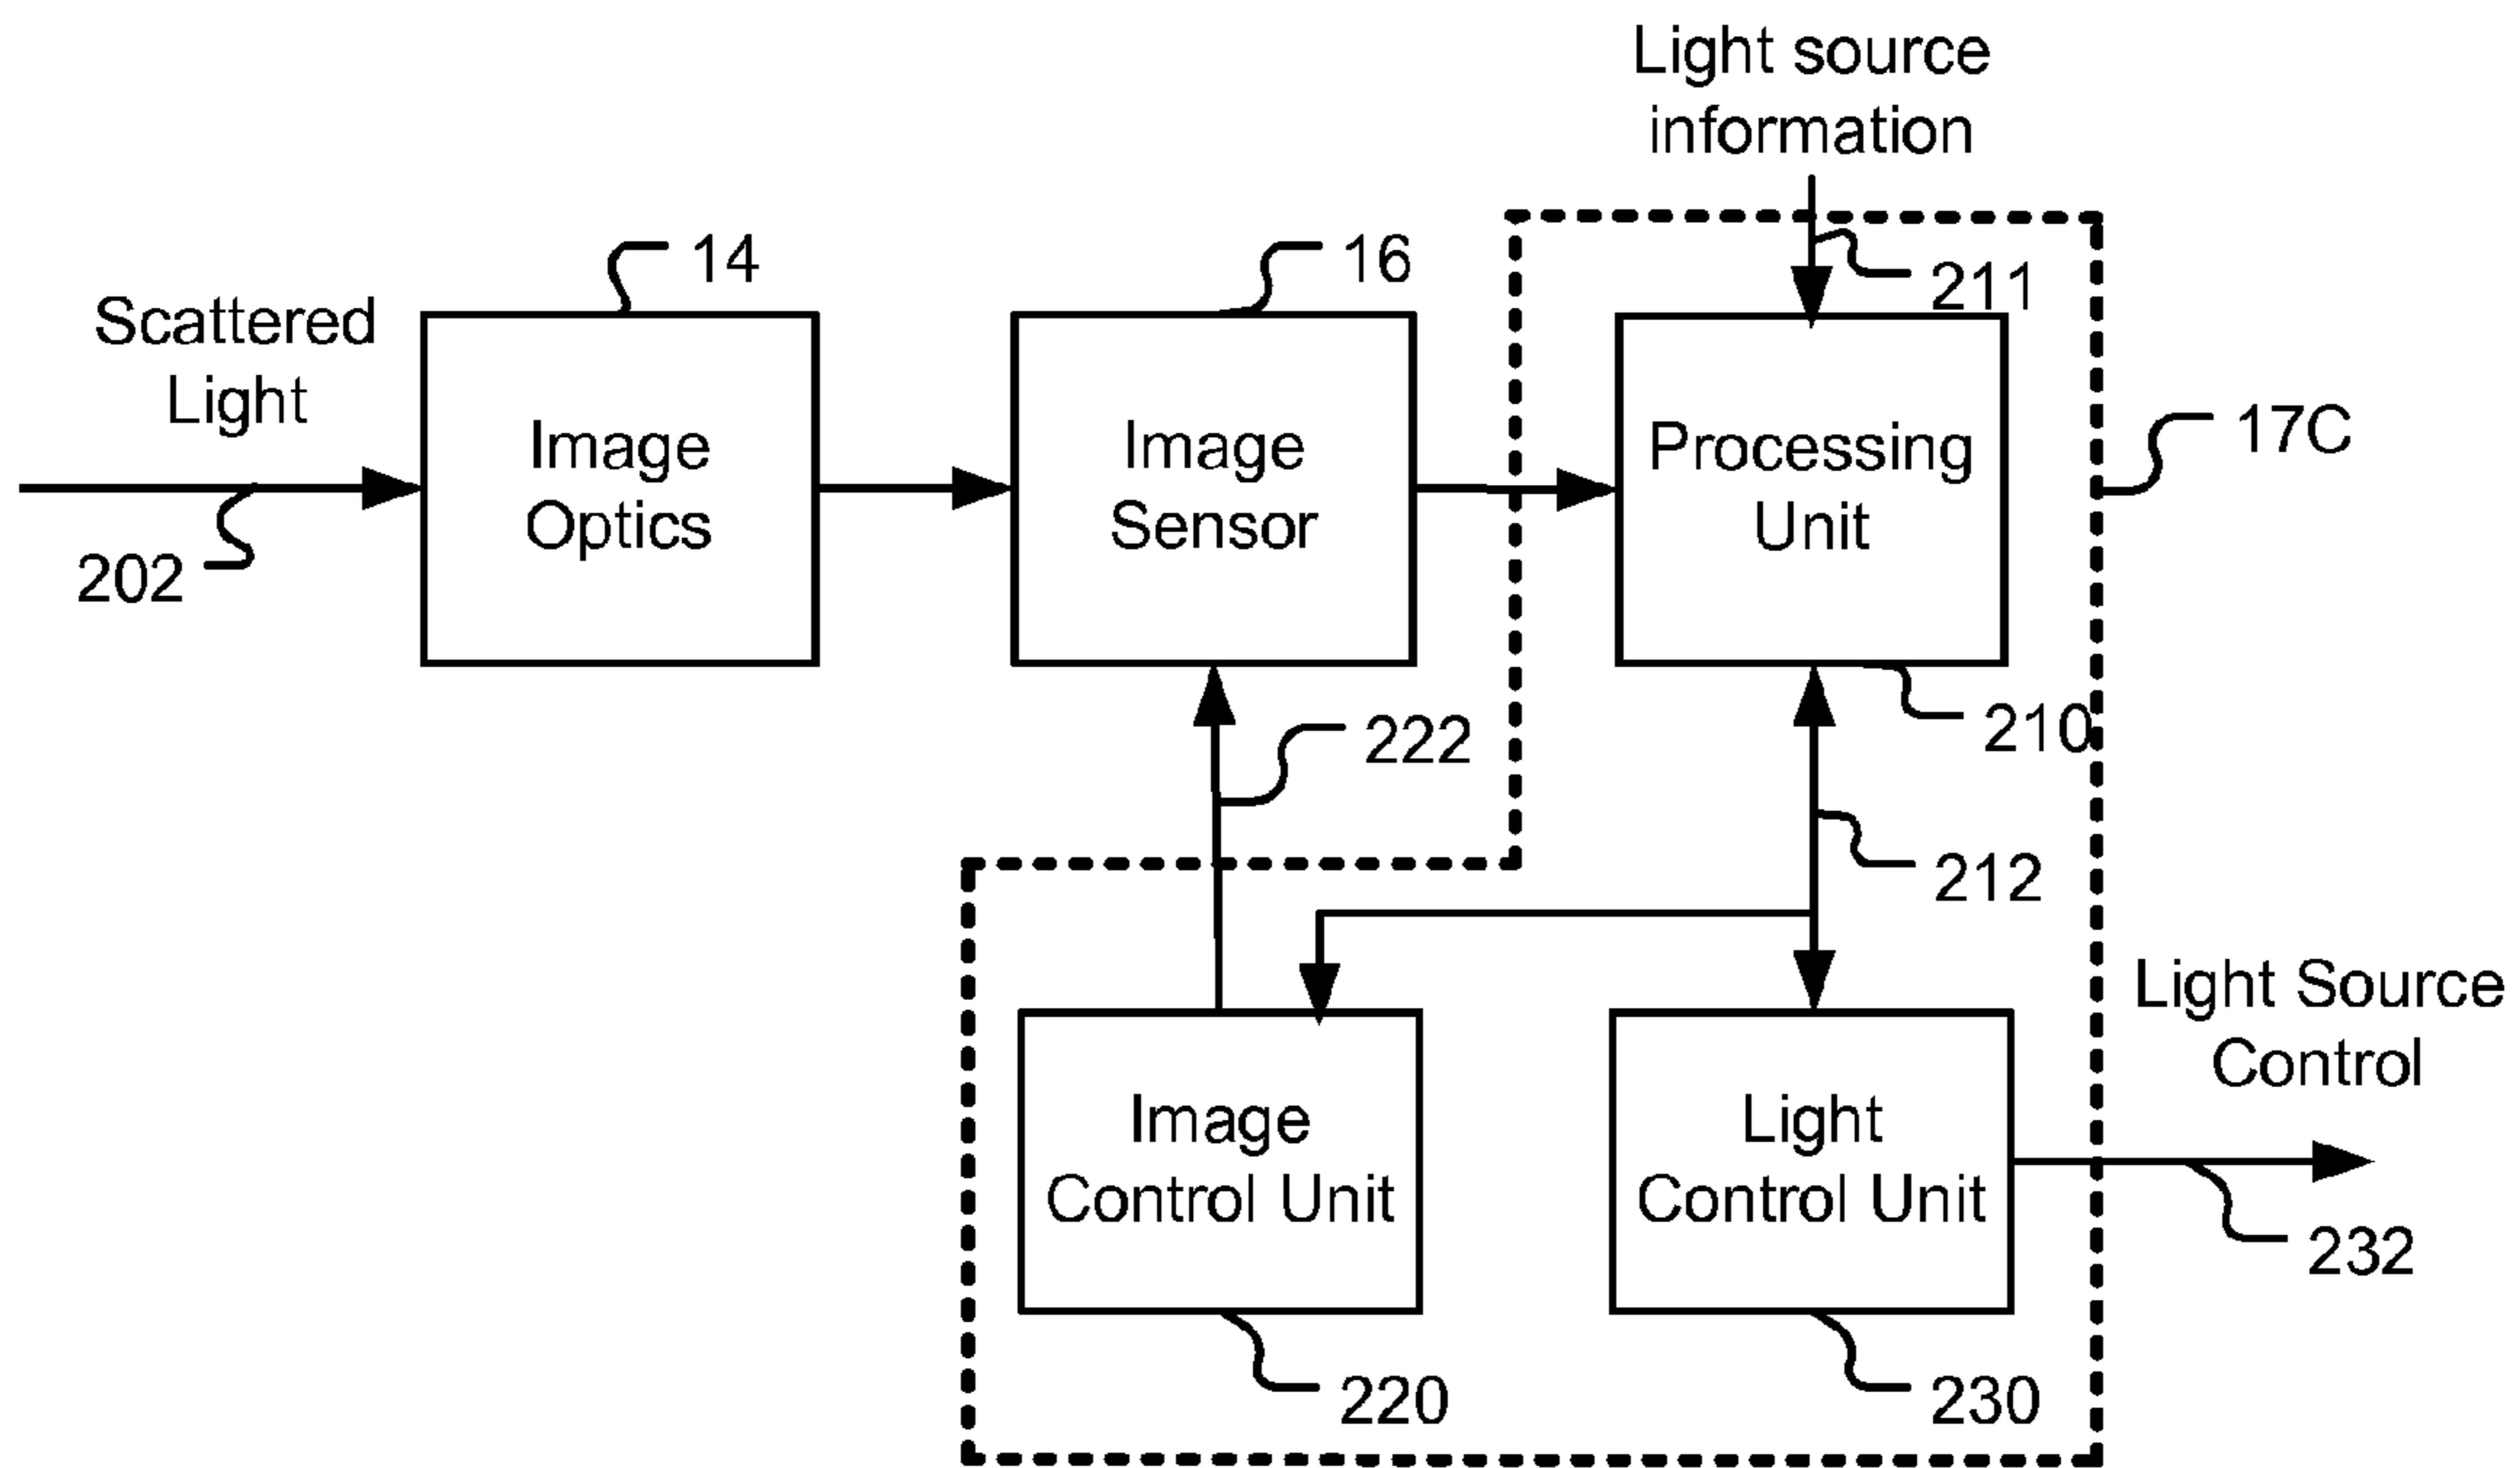 Light source
information
14
16
211
Scattered
Light
Image
Optics
Image
Sensor
Processing
Unit
17C
202
222
210
212
Light Source
Control
Image
Control Unit
Light
Control Unit
232
220
230